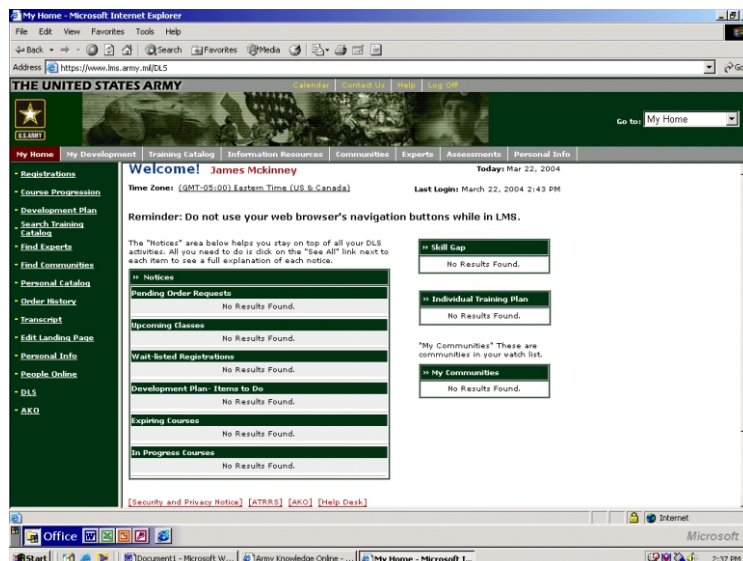 My Home - Microsoft Internet Explorer
File Edit View Favorites Tools Help
Back Search Favorites Media
Address https://www.lms.army.mil/DLS Go
THE UNITED STATES ARMY Calendar Contact Us Help Log Off
U.S.ARMY
Go to: My Home
My Home My Development Training Catalog Information Resources Communities Experts Assessments Personal Info
Registrations
Course Progression
Development Plan
Search Training
Catalog
Find Experts
Find Communities
Personal Catalog
Order History
Transcript
Edit Landing Page
Personal Info
People Online
DLS
AKO
Welcome! James Mckinney
Today: Mar 22, 2004
Time Zone: (GMT-05:00) Eastern Time (US & Canada)
Last Login: March 22, 2004 2:43 PM
Reminder: Do not use your web browser's navigation buttons while in LMS.
The "Notices" area below helps you stay on top of all your DLS
activities. All you need to do is click on the "See All" link next to
each item to see a full explanation of each notice.
» Notices
Pending Order Requests
No Results Found.
Upcoming Classes
No Results Found.
Wait-listed Registrations
No Results Found.
Development Plan- Items to Do
No Results Found.
Expiring Courses
No Results Found.
In Progress Courses
No Results Found.
» Skill Gap
No Results Found.
» Individual Training Plan
No Results Found.
"My Communities" These are
communities in your watch list.
» My Communities
No Results Found.
[Security and Privacy Notice] [ATRRS] [AKO] [Help Desk]
Internet
Office Microsoft
Start Document1 - Microsoft W... Army Knowledge Online - ... My Home - Microsoft I... 2:37 PM